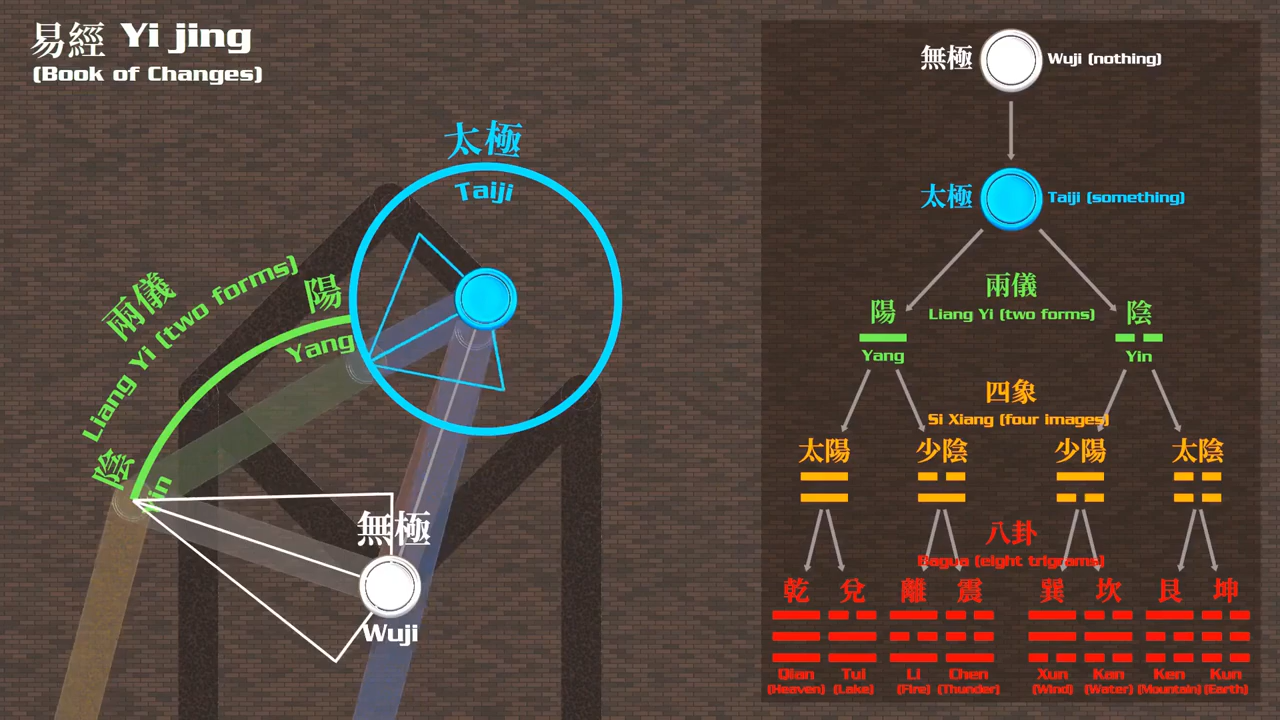 易經 Yi jing
(Book of Changes)
太極
Taiji
兩儀
Liang Yi (two forms)
陽
Yang
陰
Yin
無極
Wuji
無極 Wuji (nothing)
太極 Taiji (something)
兩儀
陽 Liang Yi (two forms) 陰
Yang Yin
四象
Si Xiang (four images)
太陽 少陰 少陽 太陰
八卦
Bagua (eight trigrams)
乾 兌 離 震 巽 坎 艮 坤
Qian Tui Li Chen Xun Kan Ken Kun
(Heaven) (Lake) (Fire) (Thunder) (Wind) (Water) (Mountain) (Earth)